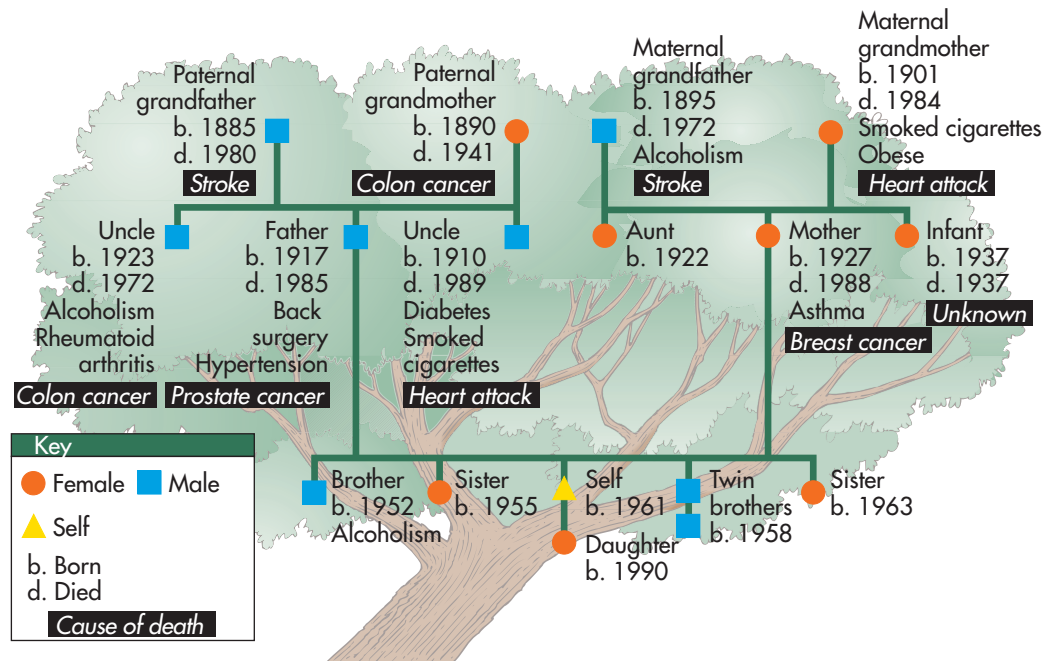 Paternal
grandfather
b. 1885
d. 1980
Stroke
Paternal
grandmother
b. 1890
d. 1941
Colon cancer
Maternal
grandfather
b. 1895
d. 1972
Alcoholism
Stroke
Maternal
grandmother
b. 1901
d. 1984
Smoked cigarettes
Obese
Heart attack
Uncle
b. 1923
d. 1972
Alcoholism
Rheumatoid
arthritis
Colon cancer
Father
b. 1917
d. 1985
Back
surgery
Hypertension
Prostate cancer
Uncle
b. 1910
d. 1989
Diabetes
Smoked
cigarettes
Heart attack
Aunt
b. 1922
Mother
b. 1927
d. 1988
Asthma
Breast cancer
Infant
b. 1937
d. 1937
Unknown
Brother
b. 1952
Alcoholism
Sister
b. 1955
Self
b. 1961
Daughter
b. 1990
Twin
brothers
b. 1958
Sister
b. 1963
Key
Female
Male
Self
b. Born
d. Died
Cause of death